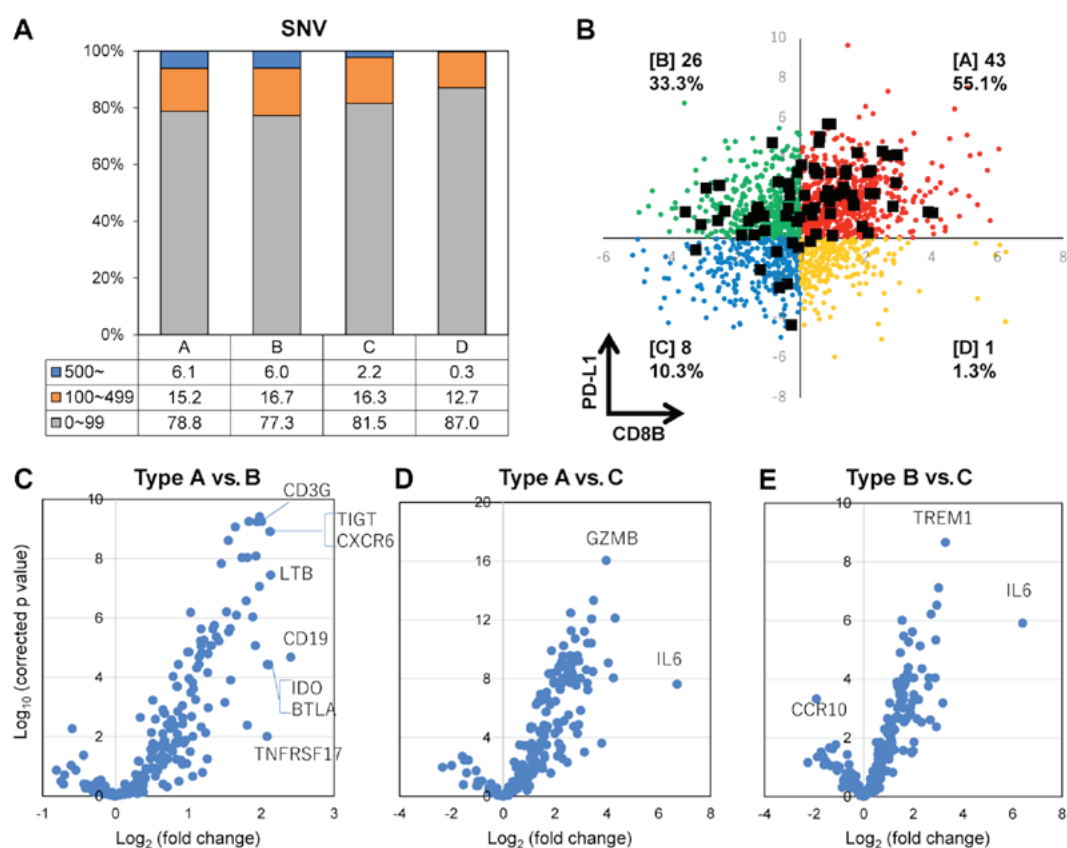 A
SNV
100%
80%
60%
40%
20%
0%
A B C D
500~ 6.1 6.0 2.2 0.3
100~499 15.2 16.7 16.3 12.7
0~99 78.8 77.3 81.5 87.0
B
10
[B] 26
33.3%
[A] 43
55.1%
6
2
-6 -4 -2 2 4 6 8
-2
-6
-8
[C] 8
10.3%
[D] 1
1.3%
PD-L1
CD8B
C
Type A vs. B
CD3G
TIGT
CXCR6
LTB
CD19
IDO
BTLA
TNFRSF17
10
8
6
4
2
0
-1 0 1 2 3
Log10 (corrected p value)
Log2 (fold change)
D
Type A vs. C
GZMB
IL6
20
16
12
8
4
0
-4 -2 0 2 4 6 8
Log2 (fold change)
E
Type B vs. C
TREM1
IL6
CCR10
10
8
6
4
2
0
-4 -2 0 2 4 6 8
Log2 (fold change)